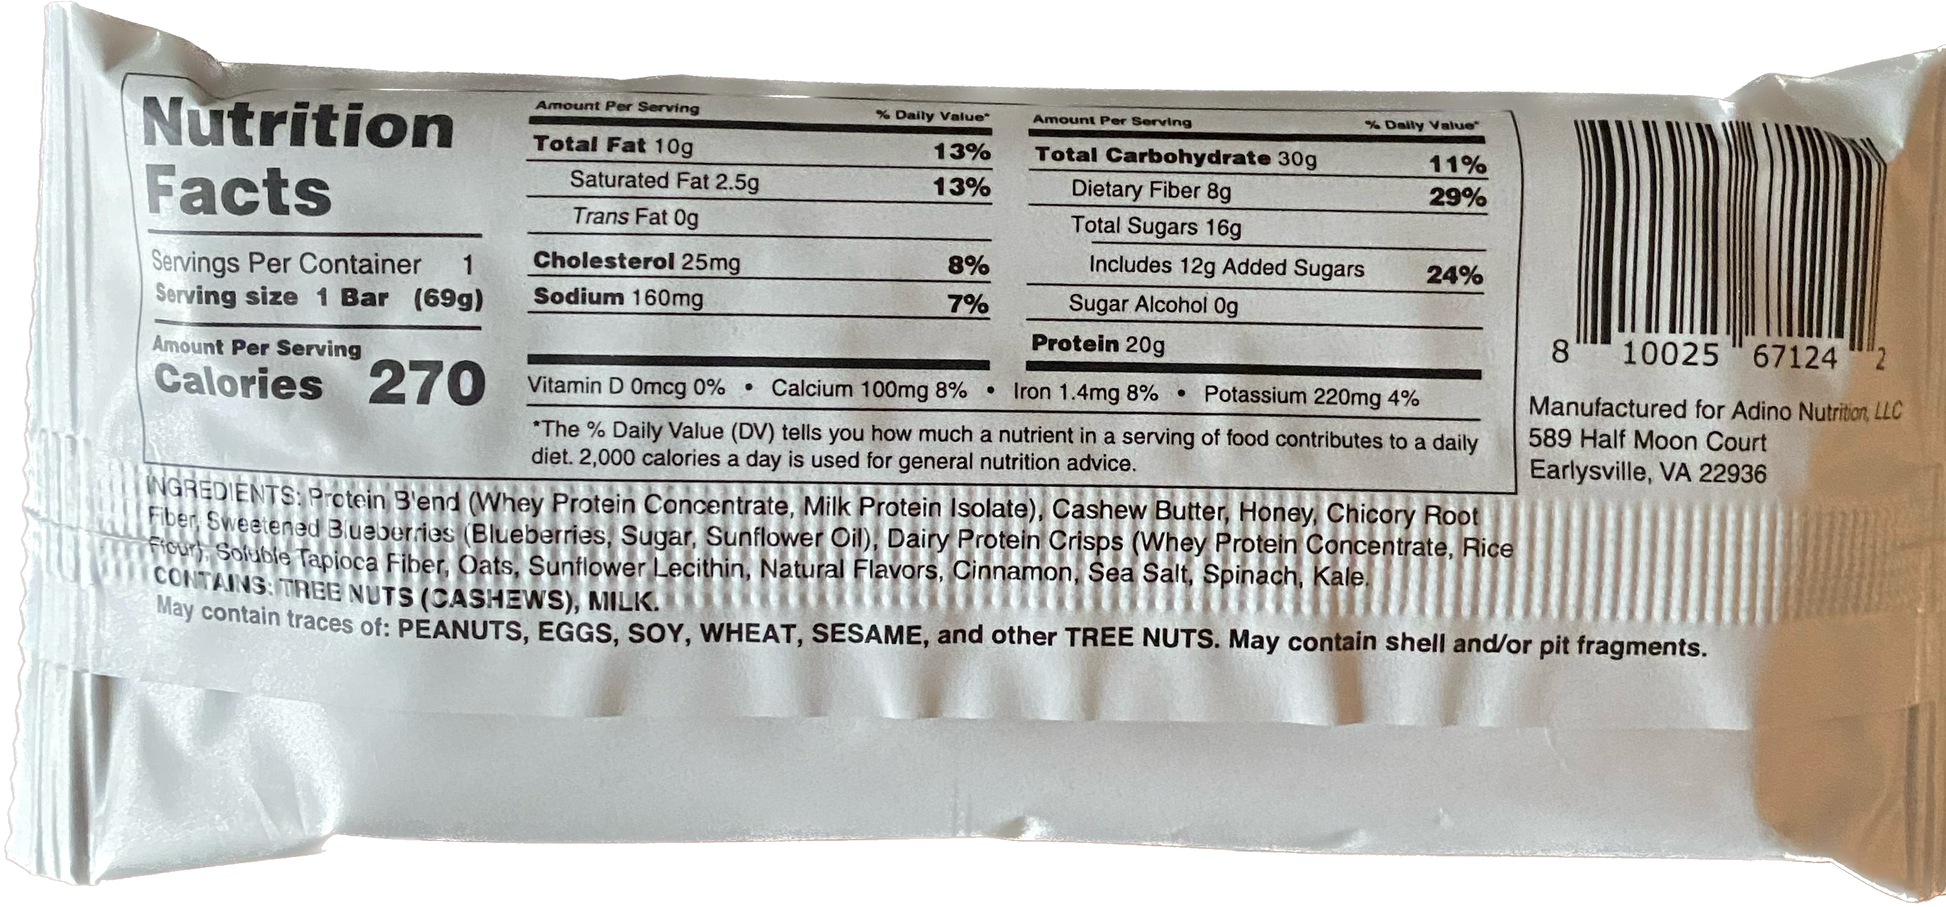 Nutrition
Facts
Servings Per Container 1
Serving size 1 Bar (69g)
Amount Per Serving
Calories 270
Amount Per Serving % Daily Value*
Total Fat 10g 13%
Saturated Fat 2.5g 13%
Trans Fat 0g
Cholesterol 25mg 8%
Sodium 160mg 7%
Amount Per Serving % Daily Value*
Total Carbohydrate 30g 11%
Dietary Fiber 8g 29%
Total Sugars 16g
Includes 12g Added Sugars 24%
Sugar Alcohol 0g
Protein 20g
Vitamin D 0mcg 0% • Calcium 100mg 8% • Iron 1.4mg 8% • Potassium 220mg 4%
*The % Daily Value (DV) tells you how much a nutrient in a serving of food contributes to a daily
diet. 2,000 calories a day is used for general nutrition advice.
8 10025 67124 2
Manufactured for Adino Nutrition, LLC
589 Half Moon Court
Earlysville, VA 22936
INGREDIENTS: Protein Blend (Whey Protein Concentrate, Milk Protein Isolate), Cashew Butter, Honey, Chicory Root
Fiber, Sweetened Blueberries (Blueberries, Sugar, Sunflower Oil), Dairy Protein Crisps (Whey Protein Concentrate, Rice
Flour), Soluble Tapioca Fiber, Oats, Sunflower Lecithin, Natural Flavors, Cinnamon, Sea Salt, Spinach, Kale.
CONTAINS: TREE NUTS (CASHEWS), MILK.
May contain traces of: PEANUTS, EGGS, SOY, WHEAT, SESAME, and other TREE NUTS. May contain shell and/or pit fragments.